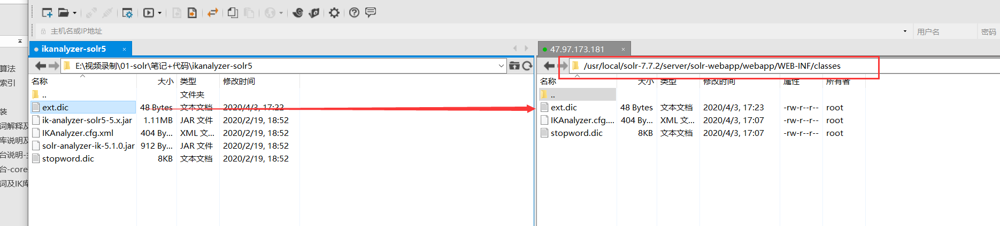 主机名或IP地址 用户名 密码
ikanalyzer-solr5 ×
47.97.173.181 ×
E:\视频录制\01-solr\笔记+代码\ikanalyzer-solr5
/usr/local/solr-7.7.2/server/solr-webapp/webapp/WEB-INF/classes
算法
索引
装
词解释及
库说明及
台说明-
台-core
词及IK库
名称 大小 类型 修改时间
.. 文件夹
ext.dic 48 Bytes 文本文档 2020/4/3, 17:22
ik-analyzer-solr5-5.x.jar 1.11MB JAR 文件 2020/2/19, 18:52
IKAnalyzer.cfg.xml 404 By... XML 文... 2020/2/19, 18:52
solr-analyzer-ik-5.1.0.jar 912 By... JAR 文件 2020/2/19, 18:52
stopword.dic 8KB 文本文档 2020/2/19, 18:52
名称 大小 类型 修改时间 属性 所有者
..
ext.dic 48 Bytes 文本文档 2020/4/3, 17:23 -rw-r--r-- root
IKAnalyzer.cfg.... 404 By... XML 文... 2020/4/3, 17:07 -rw-r--r-- root
stopword.dic 8KB 文本文档 2020/4/3, 17:07 -rw-r--r-- root